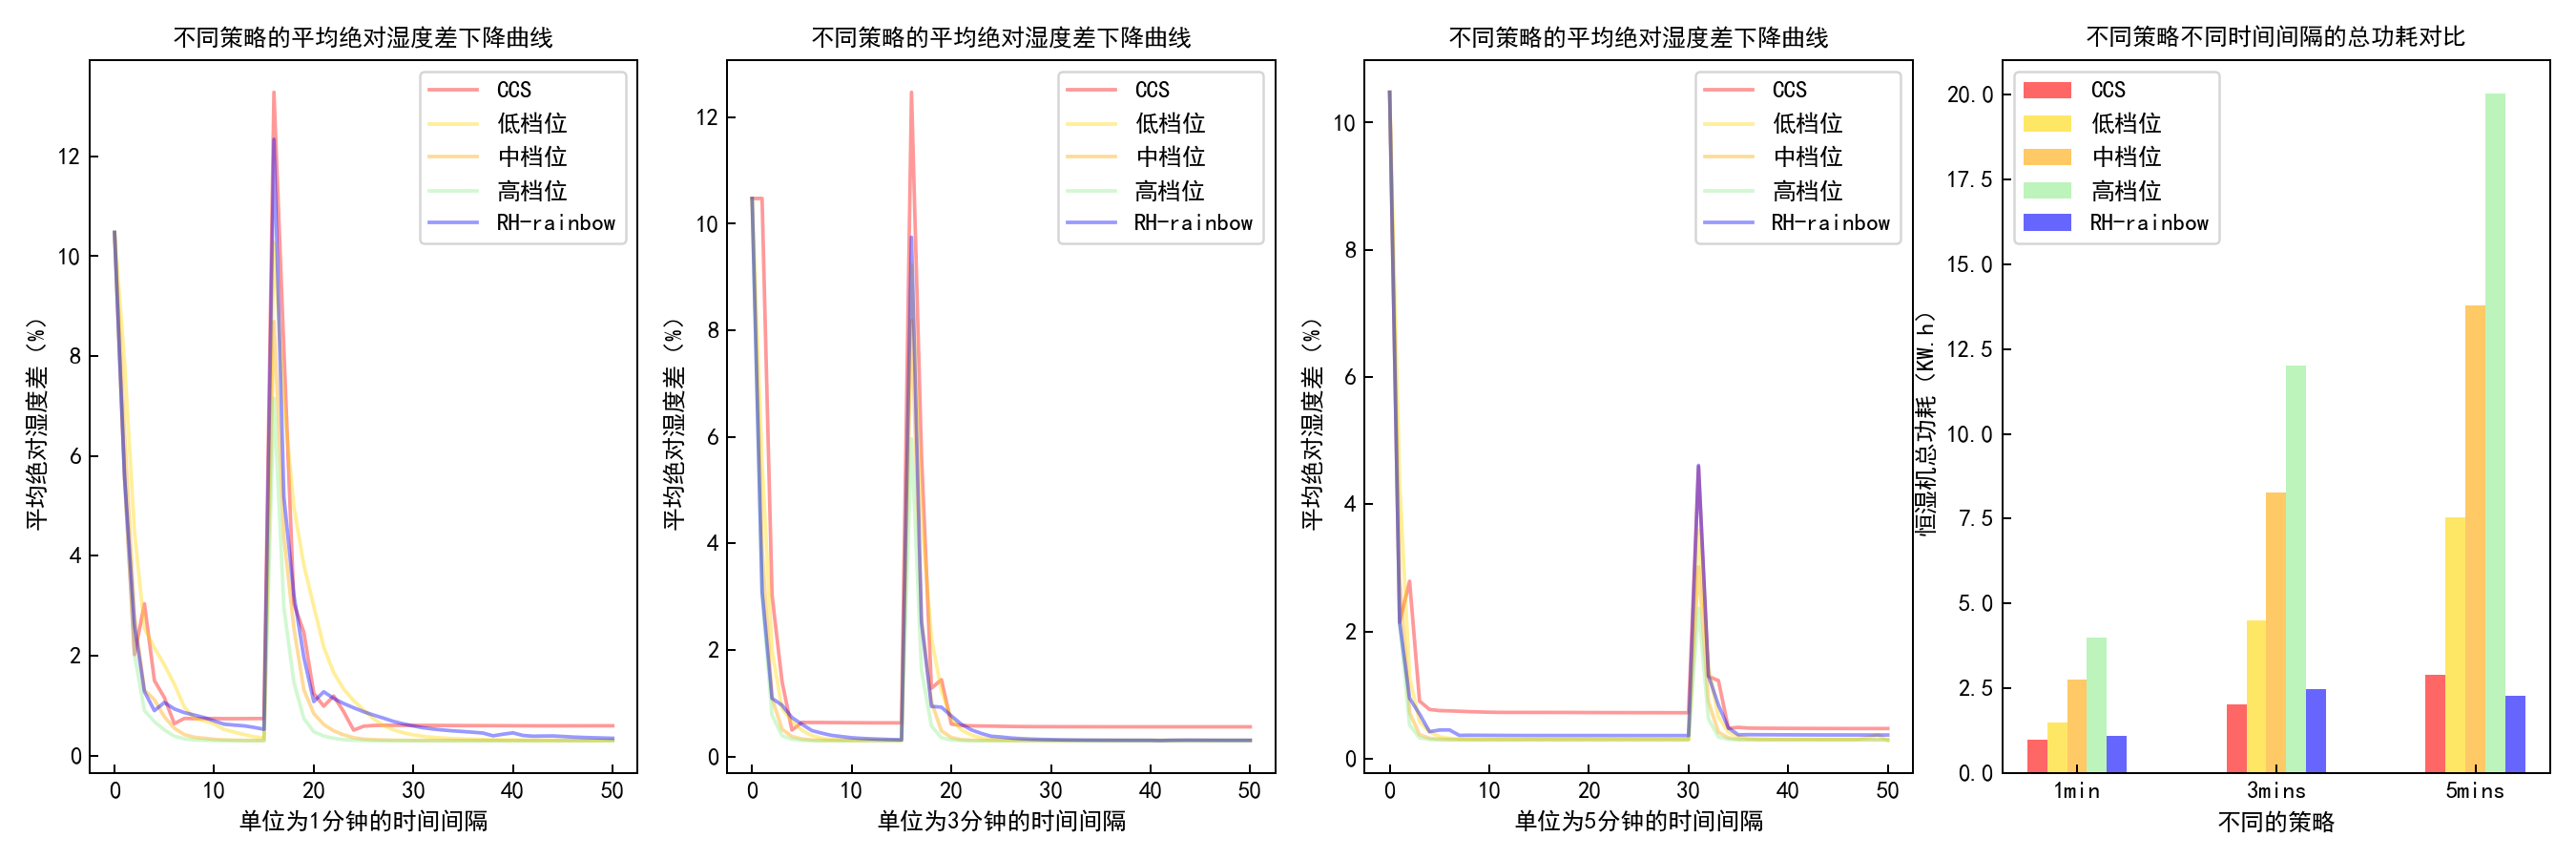 不同策略的平均绝对湿度差下降曲线
平均绝对湿度差（%）
12
10
8
6
4
2
0
CCS
低档位
中档位
高档位
RH-rainbow
0 10 20 30 40 50
单位为1分钟的时间间隔
不同策略的平均绝对湿度差下降曲线
平均绝对湿度差（%）
12
10
8
6
4
2
0
CCS
低档位
中档位
高档位
RH-rainbow
0 10 20 30 40 50
单位为3分钟的时间间隔
不同策略的平均绝对湿度差下降曲线
平均绝对湿度差（%）
10
8
6
4
2
0
CCS
低档位
中档位
高档位
RH-rainbow
0 10 20 30 40 50
单位为5分钟的时间间隔
不同策略不同时间间隔的总功耗对比
恒湿机总功耗（KW.h）
20.0
17.5
15.0
12.5
10.0
7.5
5.0
2.5
0.0
CCS
低档位
中档位
高档位
RH-rainbow
1min 3mins 5mins
不同的策略